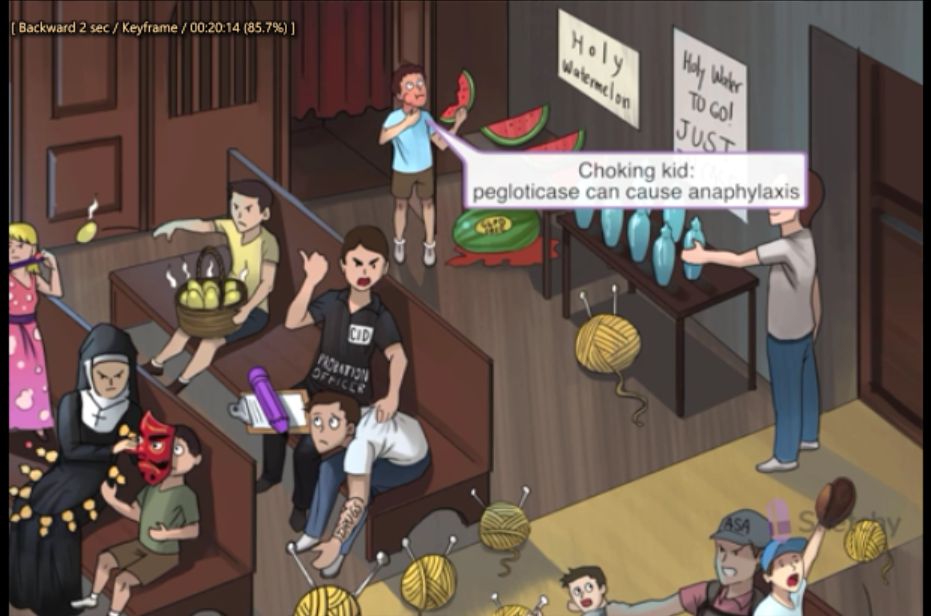 [ Backward 2 sec / Keyframe / 00:20:14 (85.7%) ]
Holy
Watermelon
Holy Water
TO GO!
JUST
Choking kid:
pegloticase can cause anaphylaxis
CID
PROBATION
OFFICER
ASA